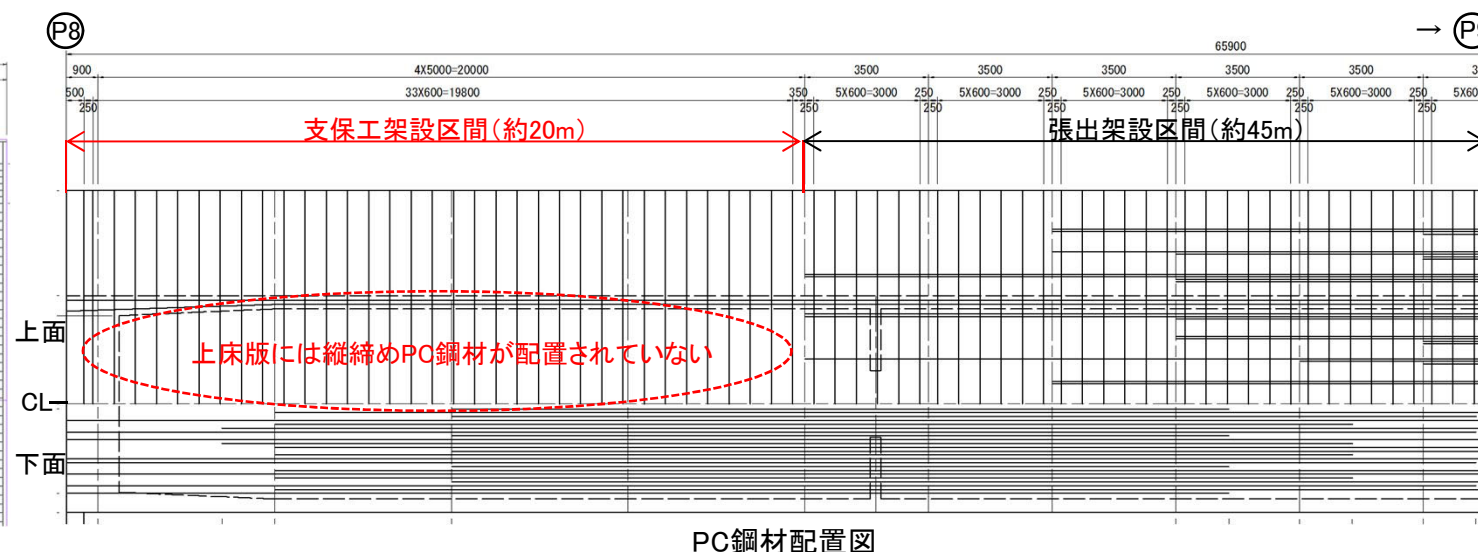 P8
→ P9
65900
900 4X5000=20000 3500 3500 3500 3500 3500 3
500 33X600=19800 350 5X600=3000 250 5X600=3000 250 5X600=3000 250 5X600=3000 250 5X600=3000 250 5X60
250 250 250 250 250 250 250
支保工架設区間(約20m) 張出架設区間(約45m)
上面
上床版には縦締めPC鋼材が配置されていない
CL
下面
PC鋼材配置図